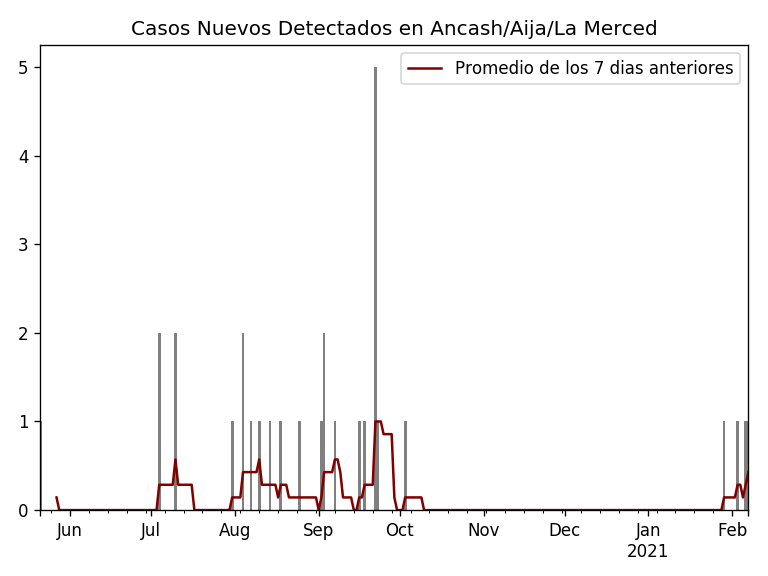 Casos Nuevos Detectados en Ancash/Aija/La Merced
Promedio de los 7 dias anteriores
5
4
3
2
1
0
Jun Jul Aug Sep Oct Nov Dec Jan Feb
2021